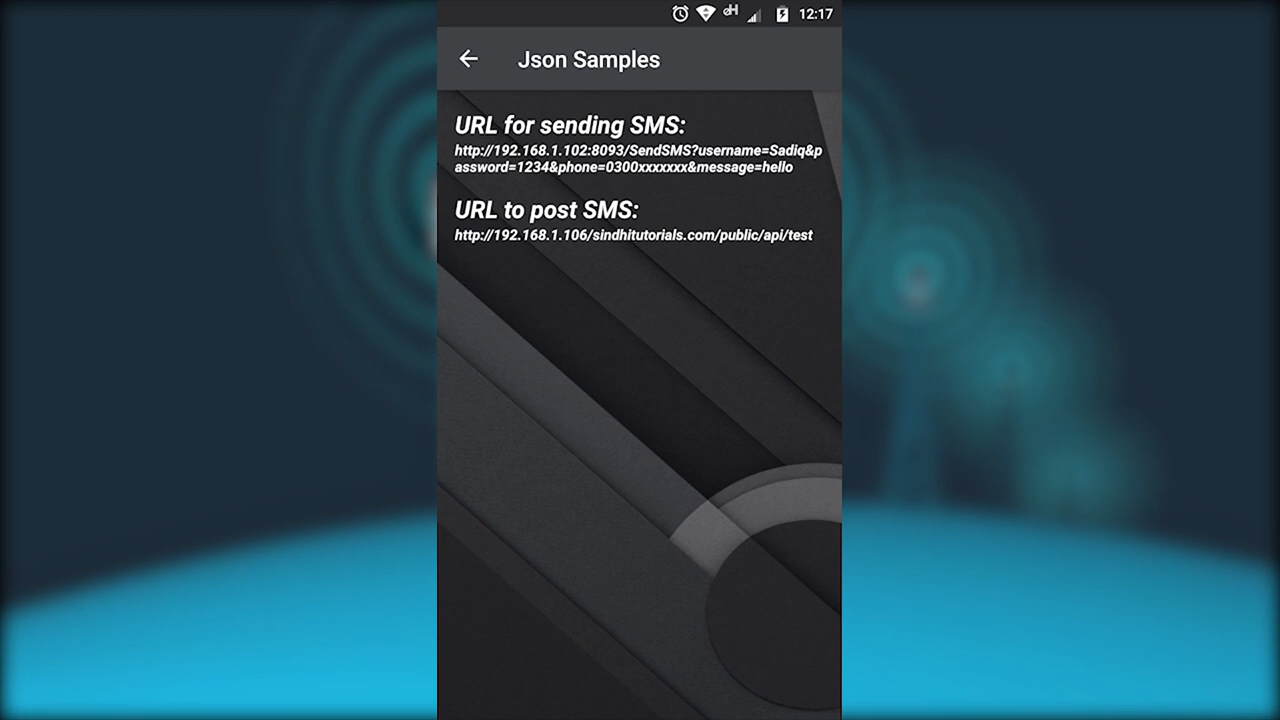 12:17
Json Samples
URL for sending SMS:
http://192.168.1.102:8093/SendSMS?username=Sadiq&p
assword=1234&phone=0300xxxxxxx&message=hello
URL to post SMS:
http://192.168.1.106/sindhitutorials.com/public/api/test